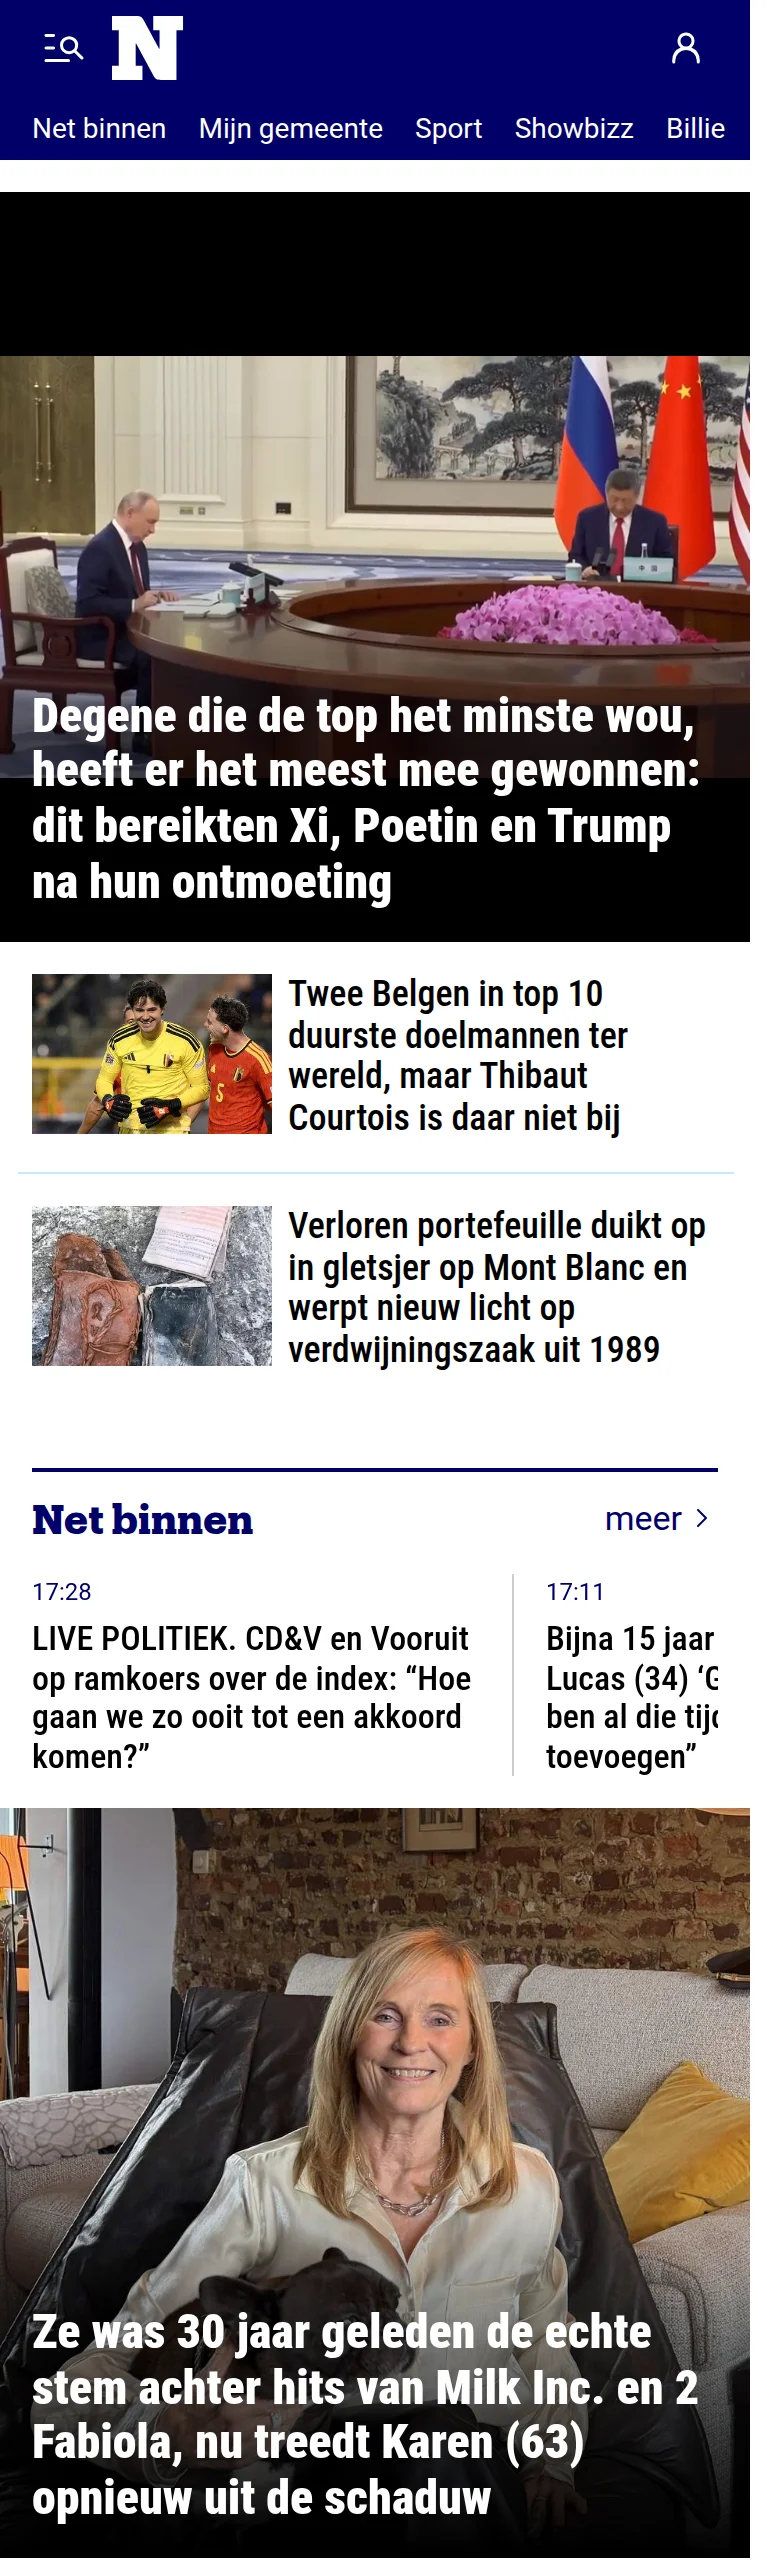 N
Net binnen Mijn gemeente Sport Showbizz Billie
中国
Degene die de top het minste wou,
heeft er het meest mee gewonnen:
dit bereikten Xi, Poetin en Trump
na hun ontmoeting
5
Twee Belgen in top 10
duurste doelmannen ter
wereld, maar Thibaut
Courtois is daar niet bij
Verloren portefeuille duikt op
in gletsjer op Mont Blanc en
werpt nieuw licht op
verdwijningszaak uit 1989
Net binnen meer
17:28
LIVE POLITIEK. CD&V en Vooruit
op ramkoers over de index: “Hoe
gaan we zo ooit tot een akkoord
komen?”
17:11
Bijna 15 jaar
Lucas (34) ‘G
ben al die tijd
toevoegen”
Ze was 30 jaar geleden de echte
stem achter hits van Milk Inc. en 2
Fabiola, nu treedt Karen (63)
opnieuw uit de schaduw